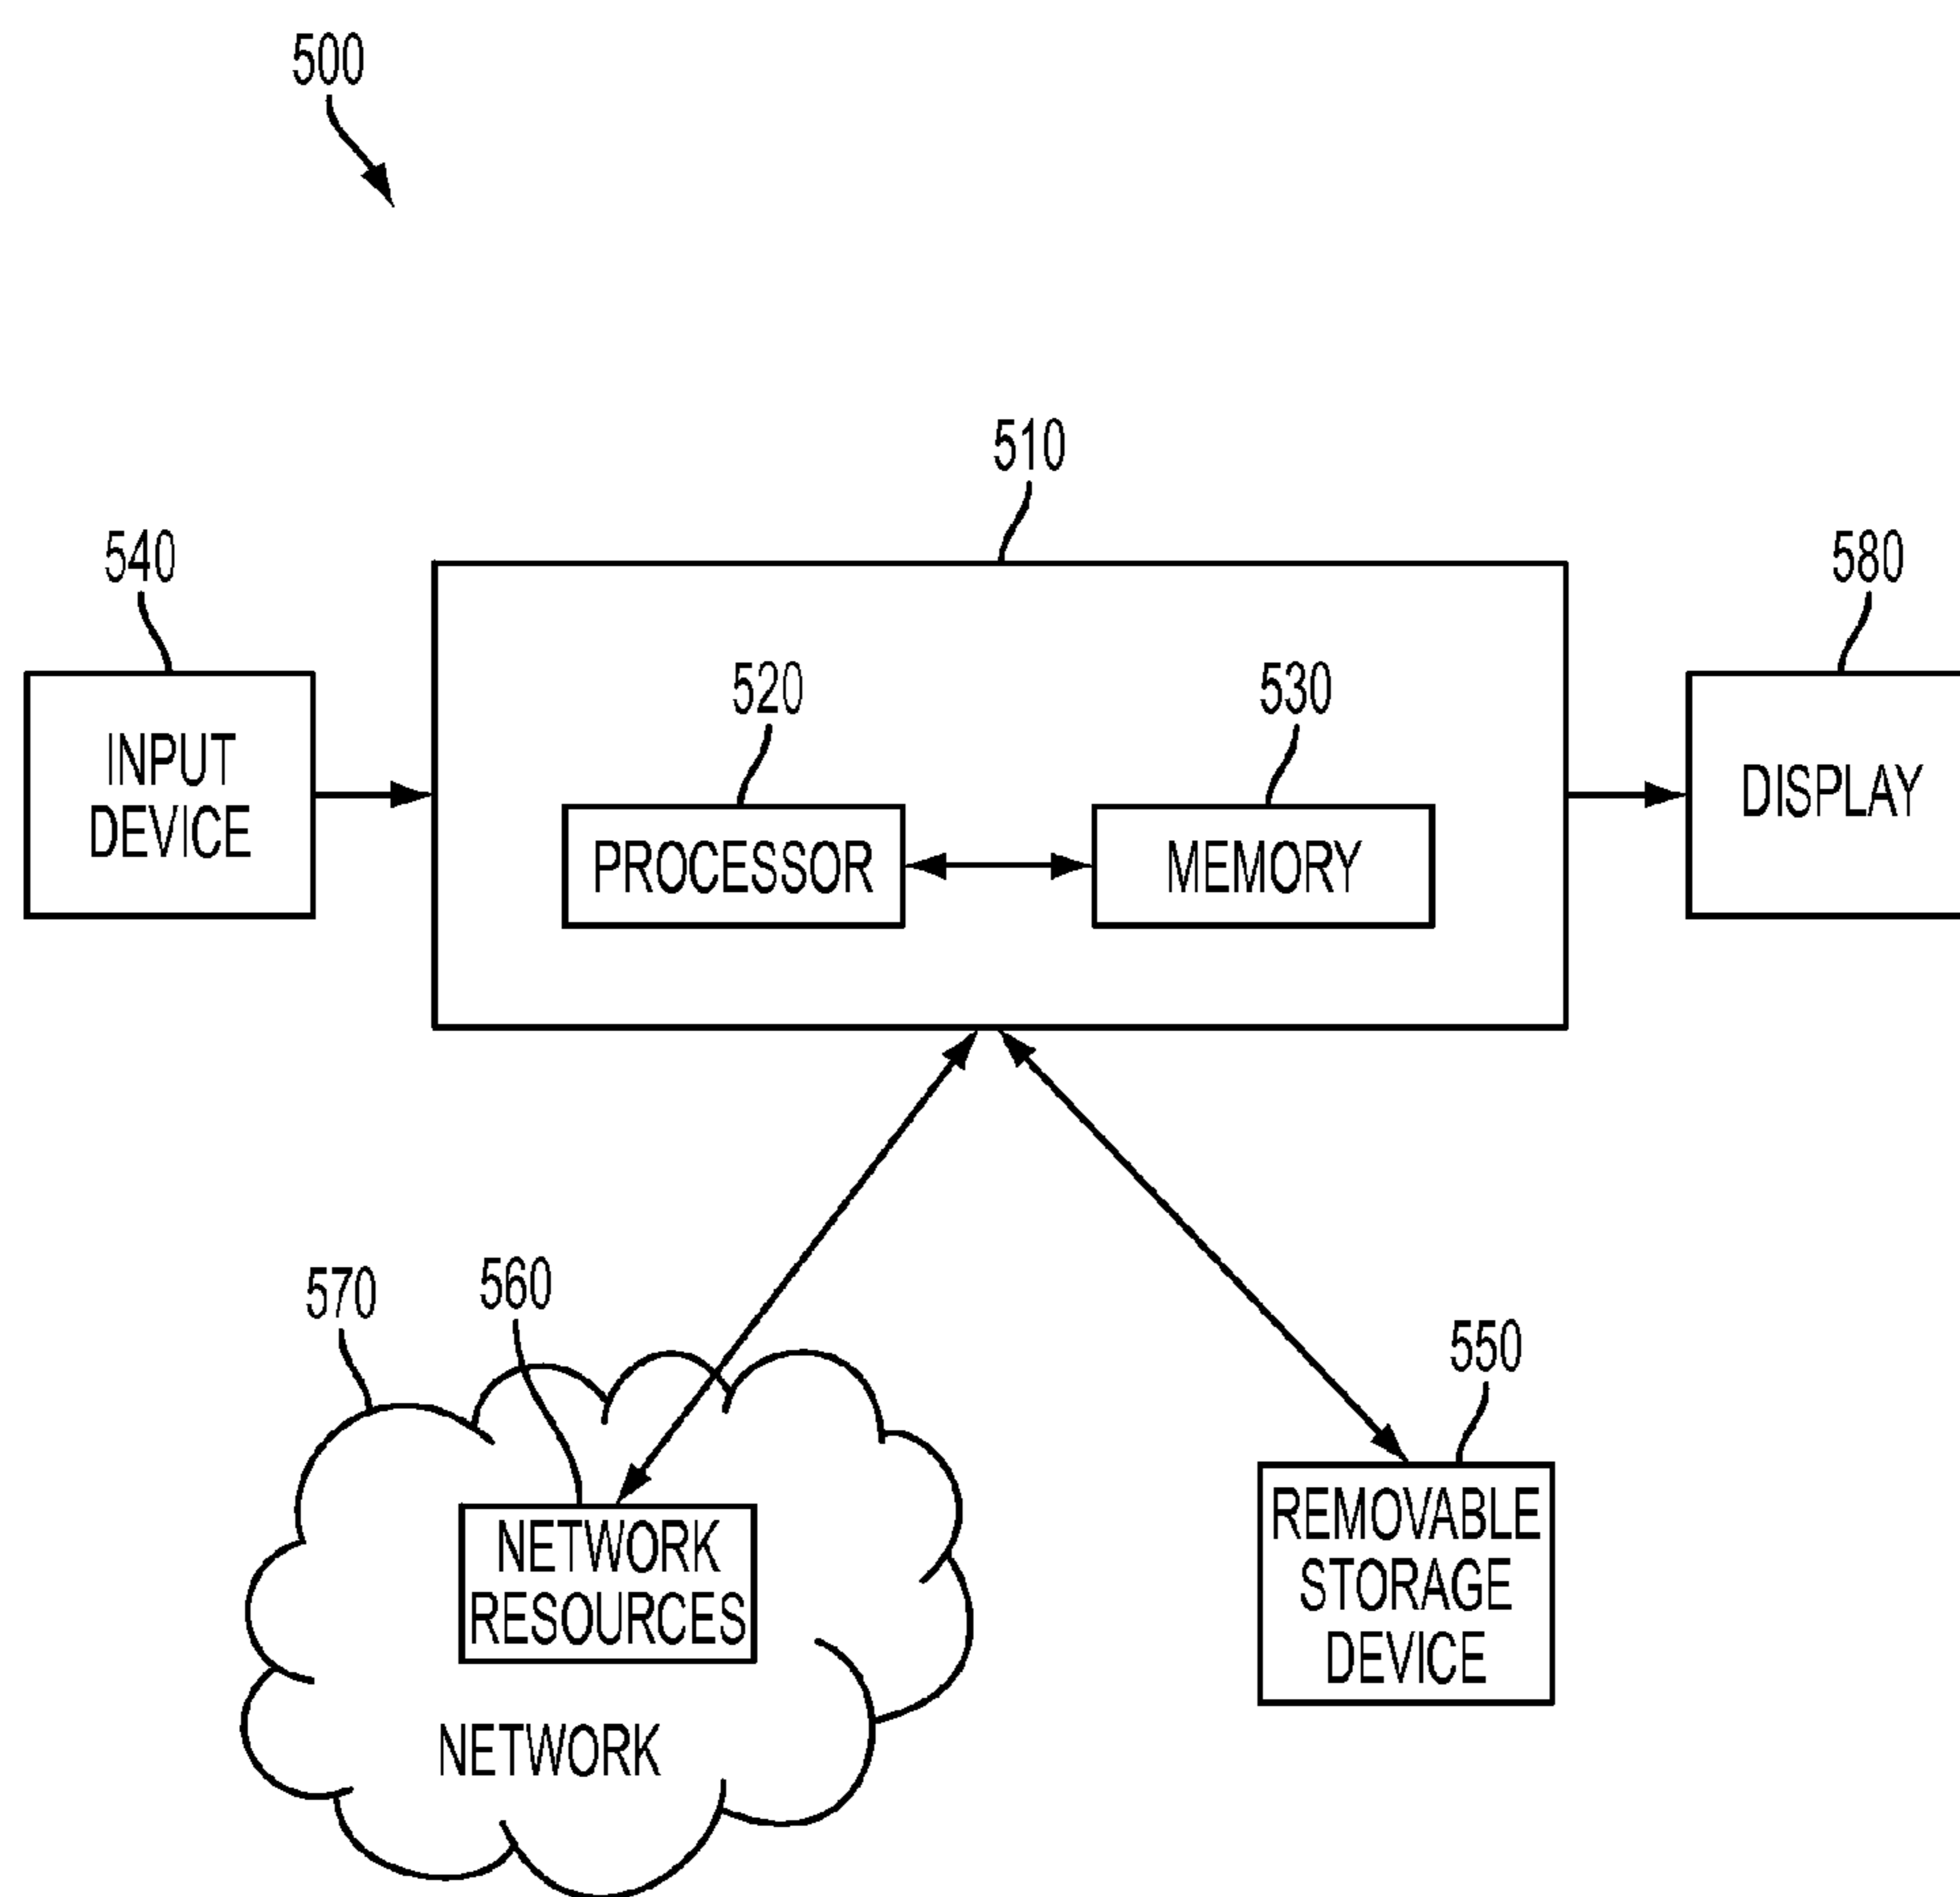 500
510
540
580
520
530
INPUT
DEVICE
PROCESSOR
MEMORY
DISPLAY
570
560
550
NETWORK
RESOURCES
REMOVABLE
STORAGE
DEVICE
NETWORK